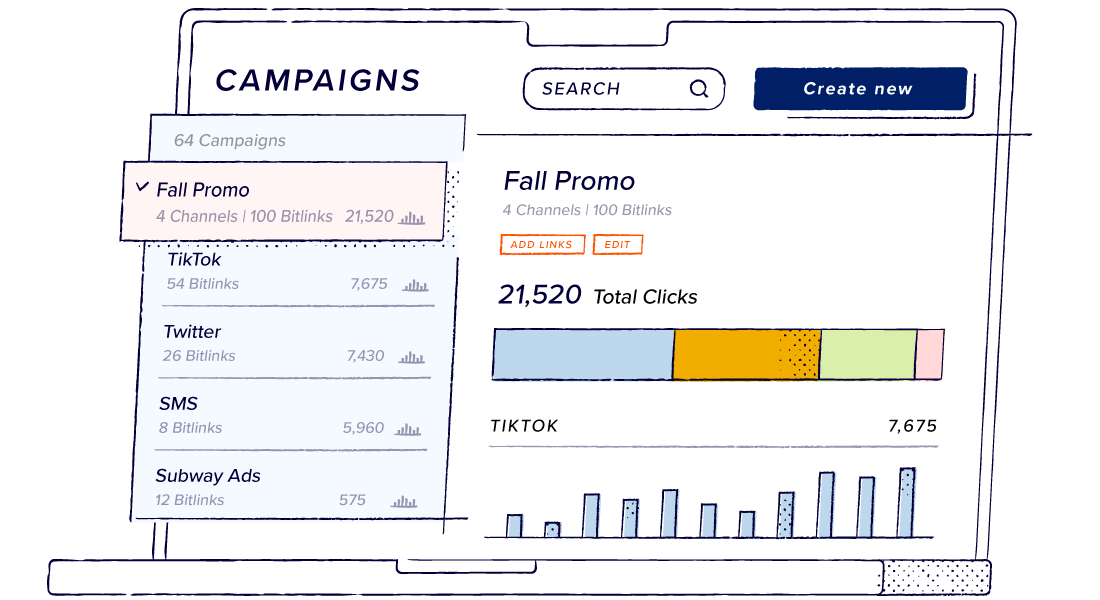 CAMPAIGNS
SEARCH
Create new
64 Campaigns
Fall Promo
4 Channels | 100 Bitlinks 21,520
TikTok
54 Bitlinks 7,675
Twitter
26 Bitlinks 7,430
SMS
8 Bitlinks 5,960
Subway Ads
12 Bitlinks 575
Fall Promo
4 Channels | 100 Bitlinks
ADD LINKS EDIT
21,520 Total Clicks
TIKTOK 7,675